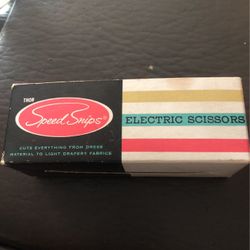 THOR
Speed Snips
ELECTRIC SCISSORS
CUTS EVERYTHING FROM DRESS
MATERIAL TO LIGHT DRAPERY FABRICS